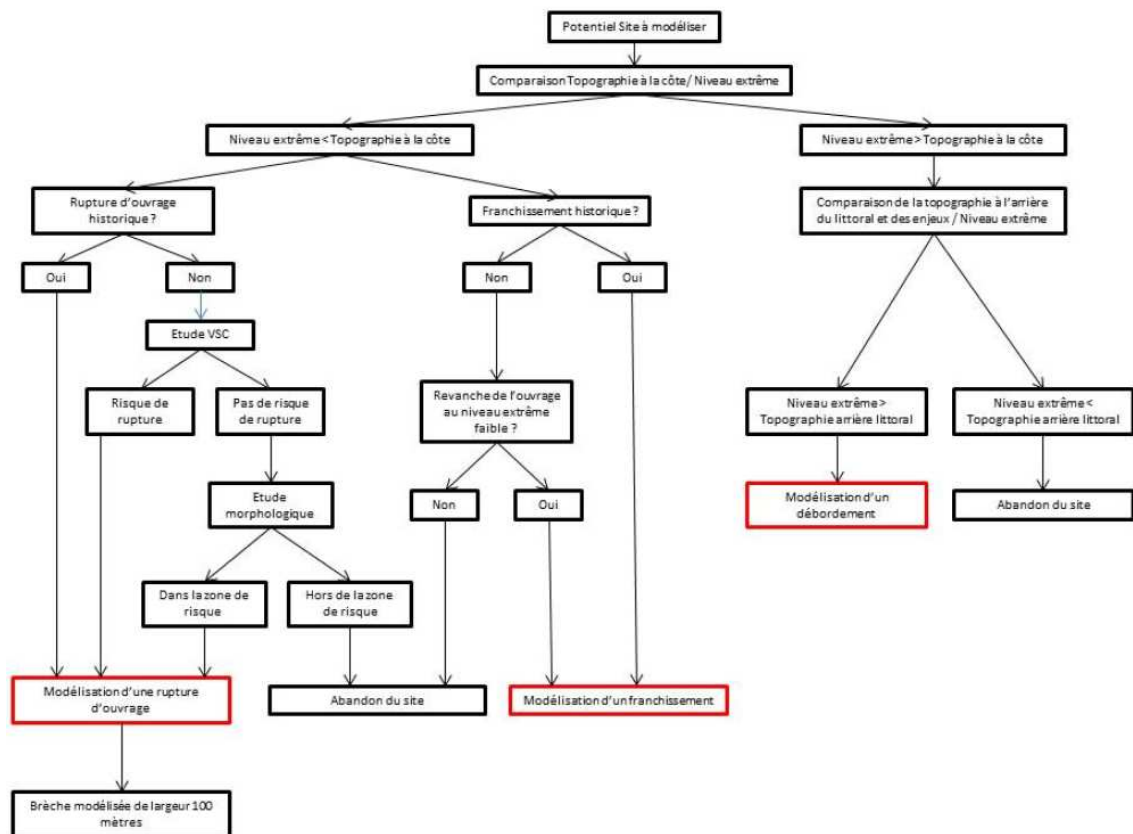 Potentiel Site à modéliser
Comparaison Topographie à la côte/ Niveau extrême
Niveau extrême < Topographie à la côte
Niveau extrême > Topographie à la côte
Rupture d'ouvrage
historique ?
Franchissement historique ?
Comparaison de la topographie à l'arrière
du littoral et des enjeux / Niveau extrême
Oui
Non
Non
Oui
Etude VSC
Risque de
rupture
Pas de risque
de rupture
Revanche de l'ouvrage
au niveau extrême
faible ?
Niveau extrême >
Topographie arrière littoral
Niveau extrême <
Topographie arrière littoral
Etude
morphologique
Non
Oui
Modélisation d'un
débordement
Abandon du site
Dans la zone de
risque
Hors de la zone
de risque
Modélisation d'une rupture
d'ouvrage
Abandon du site
Modélisation d'un franchissement
Brèche modélisée de largeur 100
mètres